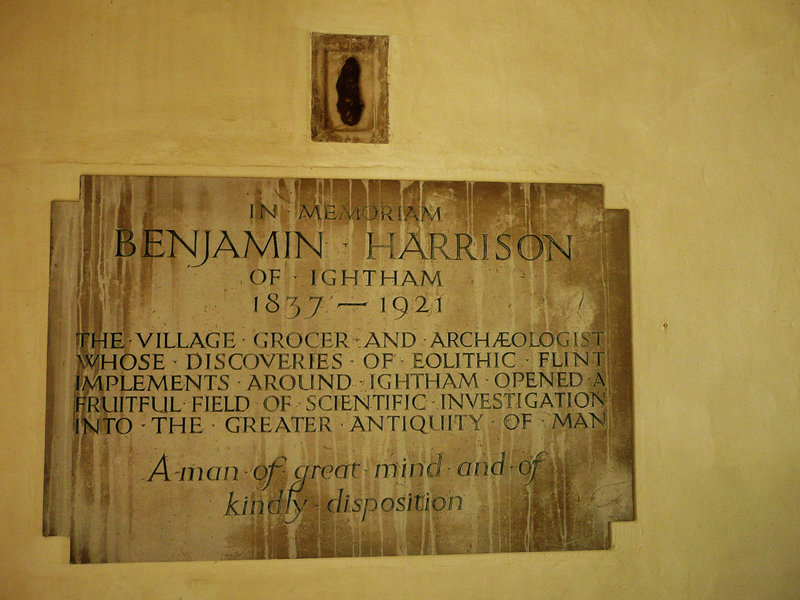 IN · MEMORIAM
BENJAMIN · HARRISON
OF · IGHTHAM
1837 — 1921
THE · VILLAGE · GROCER · AND · ARCHÆOLOGIST
WHOSE · DISCOVERIES · OF · EOLITHIC · FLINT
IMPLEMENTS · AROUND · IGHTHAM · OPENED · A
FRUITFUL · FIELD · OF · SCIENTIFIC · INVESTIGATION
INTO · THE · GREATER · ANTIQUITY · OF · MAN
A · man · of · great · mind · and · of
kindly · disposition